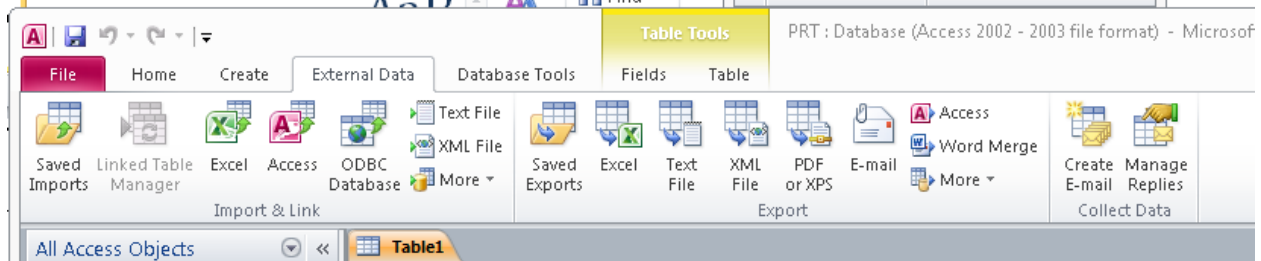 PRT : Database (Access 2002 - 2003 file format) - Microsof
Table Tools
File Home Create External Data Database Tools Fields Table
Saved Imports
Linked Table Manager
Excel
Access
ODBC Database
Text File
XML File
More
Import & Link
Saved Exports
Excel
Text File
XML File
PDF or XPS
E-mail
Access
Word Merge
More
Export
Create E-mail
Manage Replies
Collect Data
All Access Objects
Table1